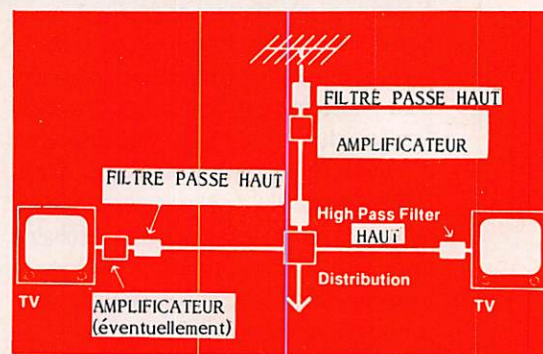 FILTRE PASSE HAUT
AMPLIFICATEUR
FILTRE PASSE HAUT
High Pass Filter
HAUT
Distribution
TV
AMPLIFICATEUR
(éventuellement)
TV